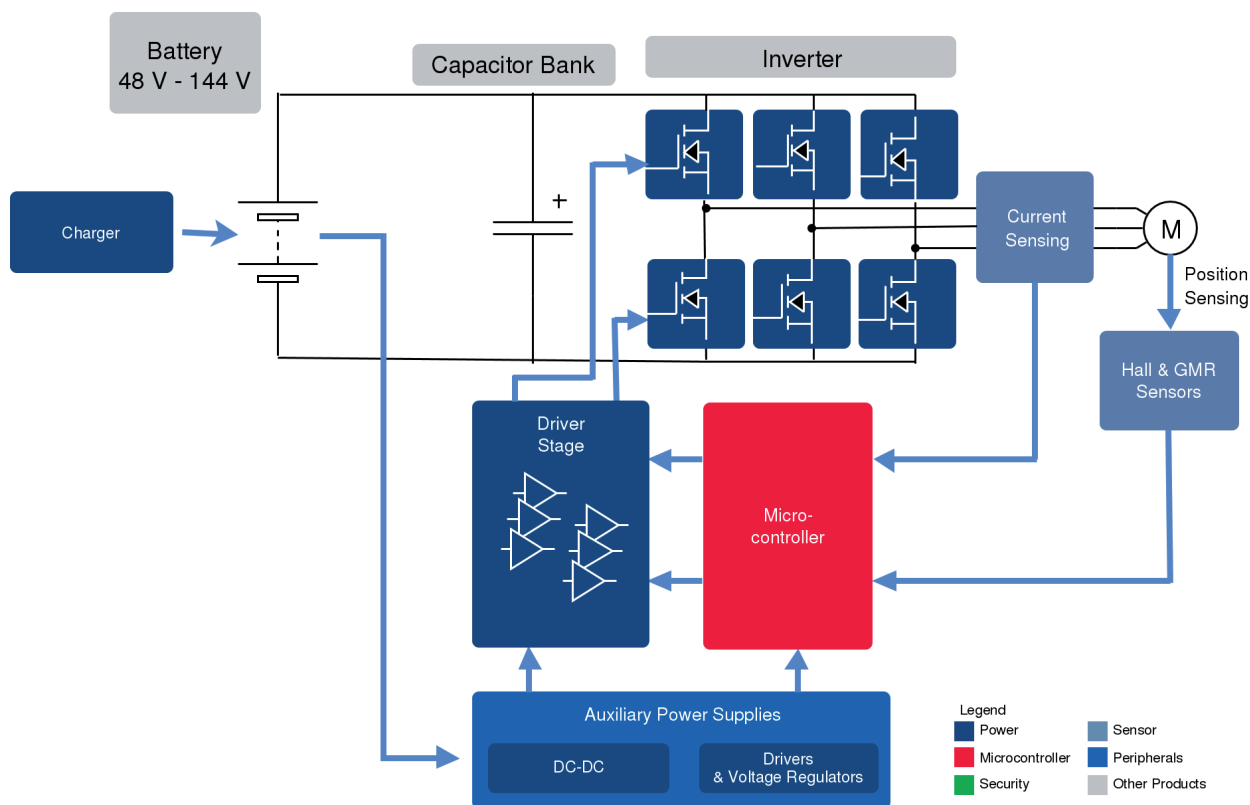 Battery
48 V - 144 V
Capacitor Bank
Inverter
Charger
+
Current
Sensing
M
Position
Sensing
Hall & GMR
Sensors
Driver
Stage
Micro-
controller
Auxiliary Power Supplies
DC-DC
Drivers
& Voltage Regulators
Legend
Power
Microcontroller
Security
Sensor
Peripherals
Other Products